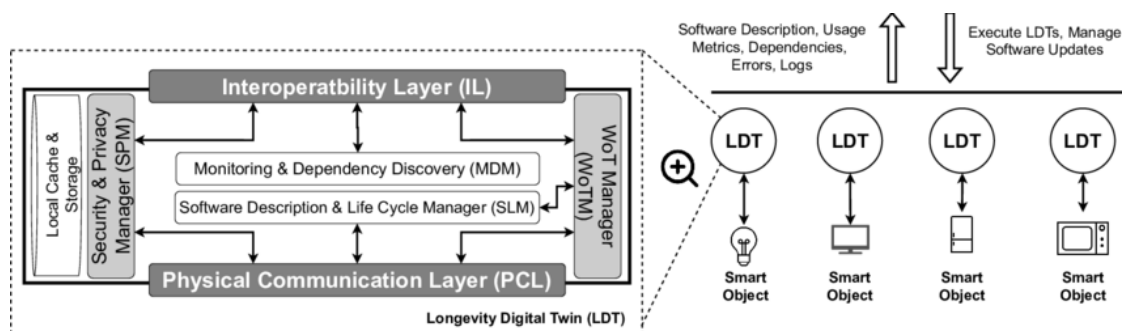 Software Description, Usage
Metrics, Dependencies,
Errors, Logs
Execute LDTs, Manage
Software Updates
Interoperatbility Layer (IL)
Local Cache &
Storage
Security & Privacy
Manager (SPM)
Monitoring & Dependency Discovery (MDM)
Software Description & Life Cycle Manager (SLM)
WoT Manager
(WoTM)
Physical Communication Layer (PCL)
Longevity Digital Twin (LDT)
LDT
LDT
LDT
LDT
Smart
Object
Smart
Object
Smart
Object
Smart
Object